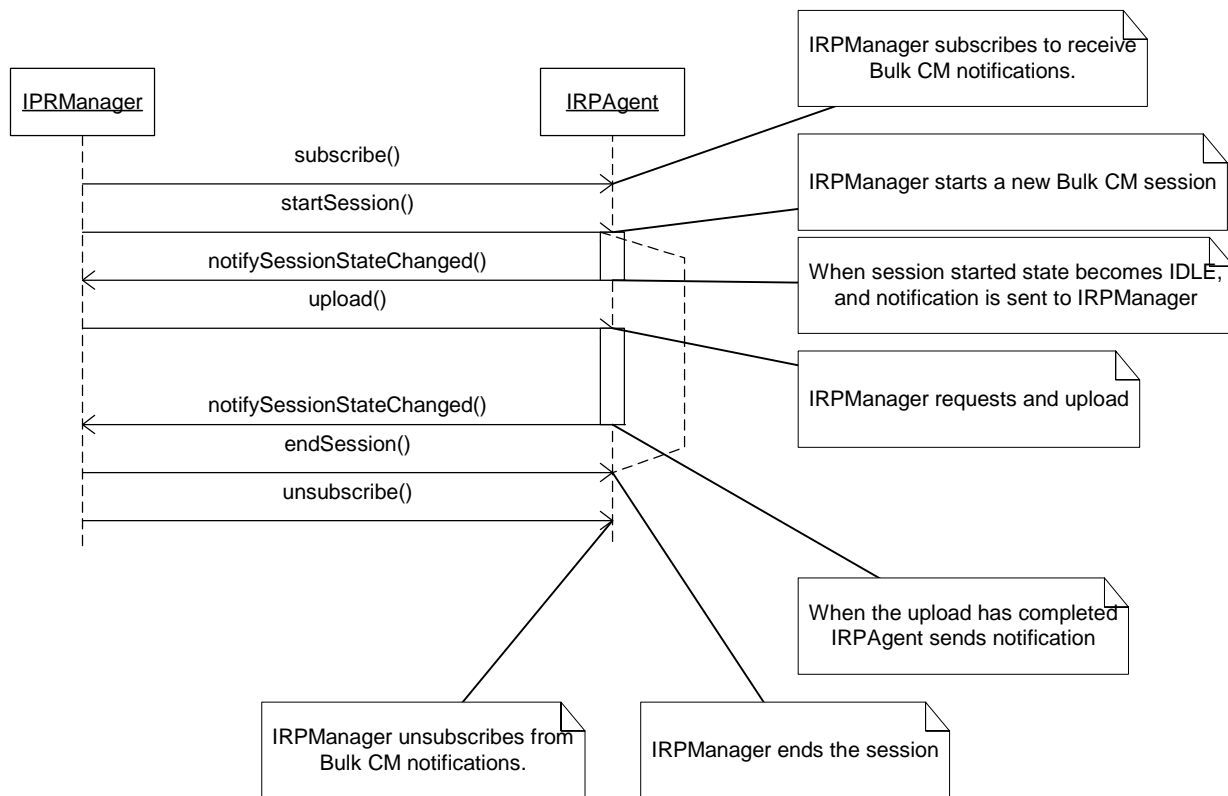 IRPManager subscribes to receive
Bulk CM notifications.
IPRManager
IRPAgent
subscribe()
IRPManager starts a new Bulk CM session
startSession()
notifySessionStateChanged()
When session started state becomes IDLE,
and notification is sent to IRPManager
upload()
IRPManager requests and upload
notifySessionStateChanged()
endSession()
unsubscribe()
When the upload has completed
IRPAgent sends notification
IRPManager unsubscribes from
Bulk CM notifications.
IRPManager ends the session